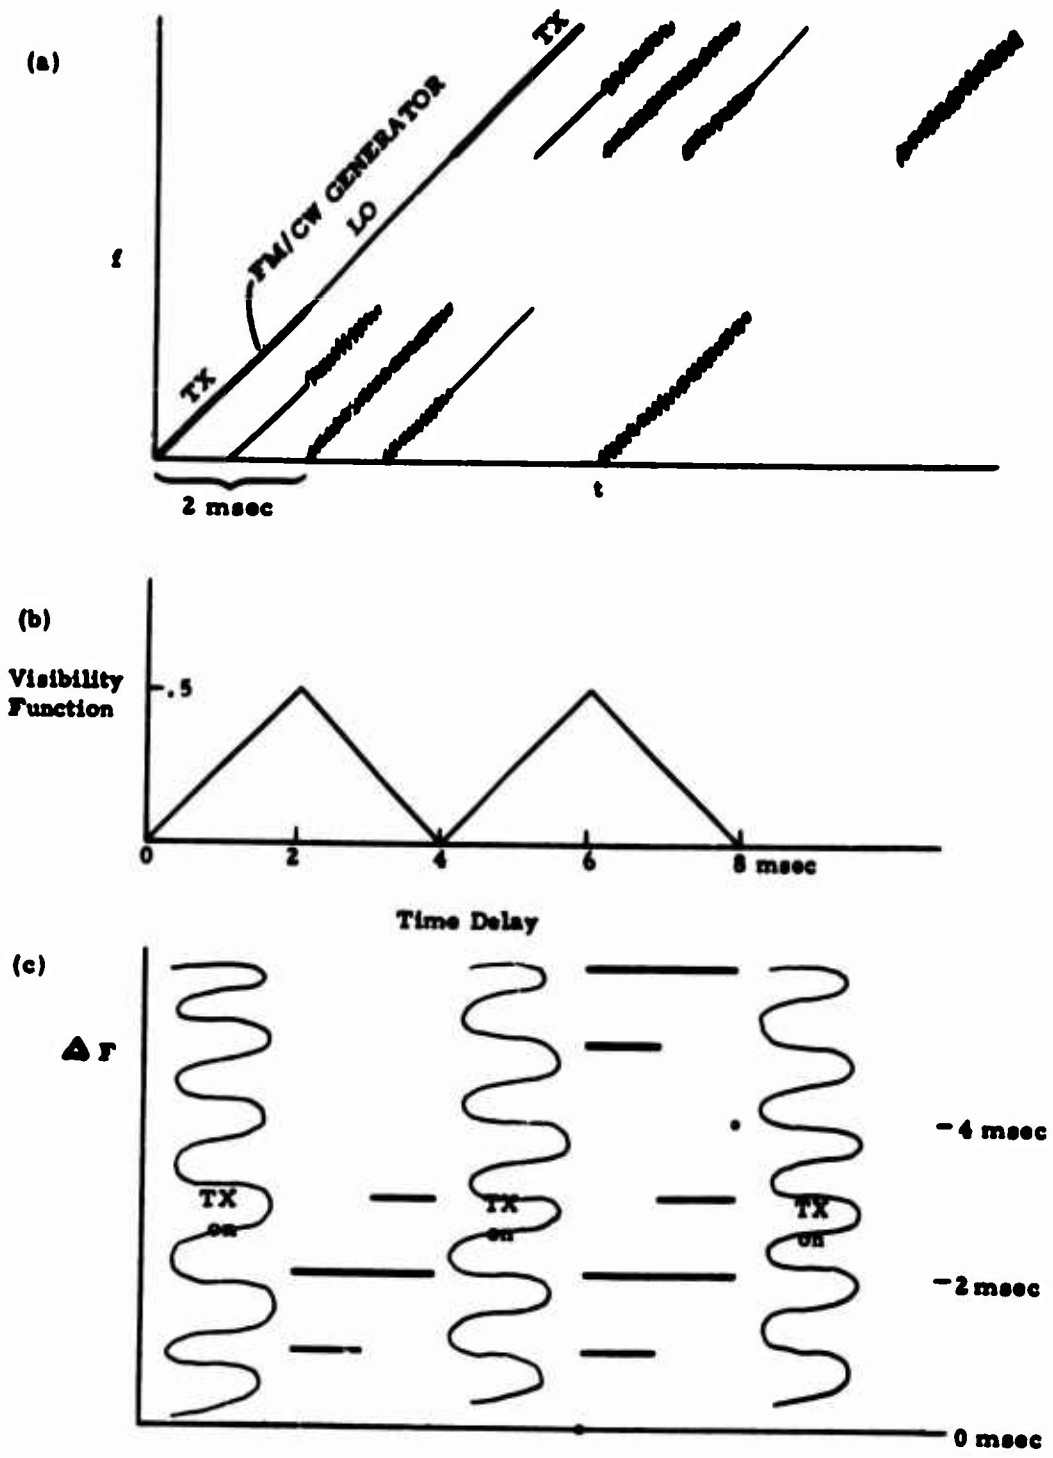 (a)
TX
FM/CW GENERATOR
LO
f
TX
2 msec
t
(b)
Visibility
Function
.5
0
2
4
6
8 msec
Time Delay
(c)
Δ F
4 msec
TX
on
TX
on
TX
on
2 msec
0 msec